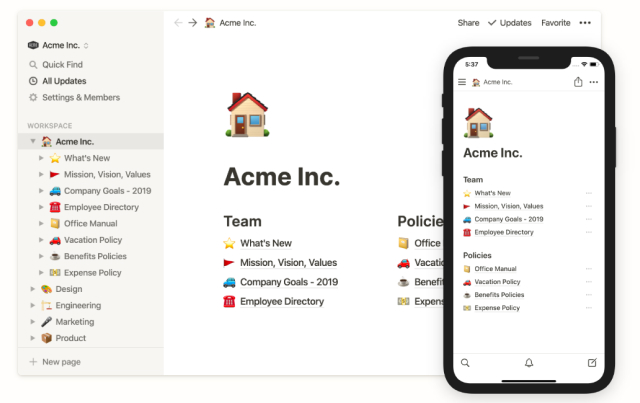 Acme Inc.
Quick Find
All Updates
Settings & Members
WORKSPACE
Acme Inc.
What's New
Mission, Vision, Values
Company Goals - 2019
Employee Directory
Office Manual
Vacation Policy
Benefits Policies
Expense Policy
Design
Engineering
Marketing
Product
New page
Acme Inc.
Share
Updates
Favorite
Acme Inc.
Team
What's New
Mission, Vision, Values
Company Goals - 2019
Employee Directory
Policies
Office
Vacatio
Benefit
Expens
5:37
Acme Inc.
Acme Inc.
Team
What's New
Mission, Vision, Values
Company Goals - 2019
Employee Directory
Policies
Office Manual
Vacation Policy
Benefits Policies
Expense Policy